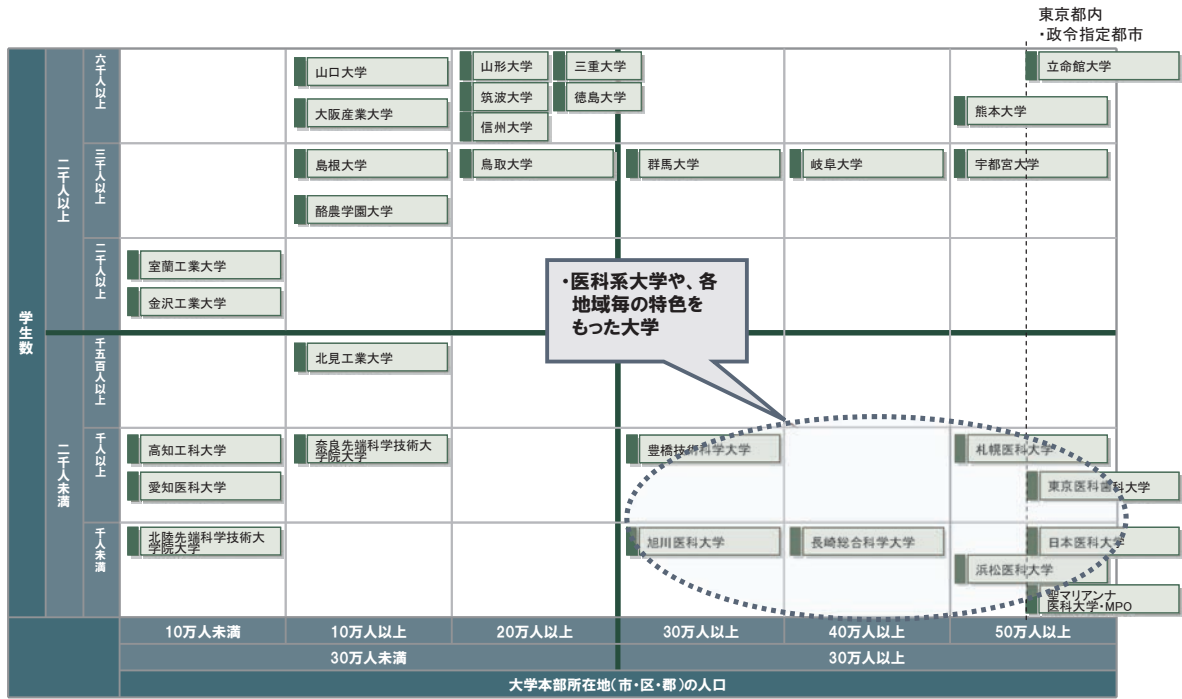 東京都内
・政令指定都市
学生数
二千人以上
二千人未満
六千人以上
山口大学
大阪産業大学
山形大学
三重大学
筑波大学
徳島大学
信州大学
立命館大学
熊本大学
三千人以上
島根大学
酪農学園大学
鳥取大学
群馬大学
岐阜大学
宇都宮大学
二千人以上
室蘭工業大学
金沢工業大学
・医科系大学や、各
地域毎の特色を
もった大学
千五百人以上
北見工業大学
千人以上
高知工科大学
愛知医科大学
奈良先端科学技術大
学院大学
豊橋技術科学大学
札幌医科大学
東京医科歯科大学
千人未満
北陸先端科学技術大
学院大学
旭川医科大学
長崎総合科学大学
日本医科大学
浜松医科大学
聖マリアンナ
医科大学・MPO
10万人未満
10万人以上
20万人以上
30万人以上
40万人以上
50万人以上
30万人未満
30万人以上
大学本部所在地(市・区・郡)の人口